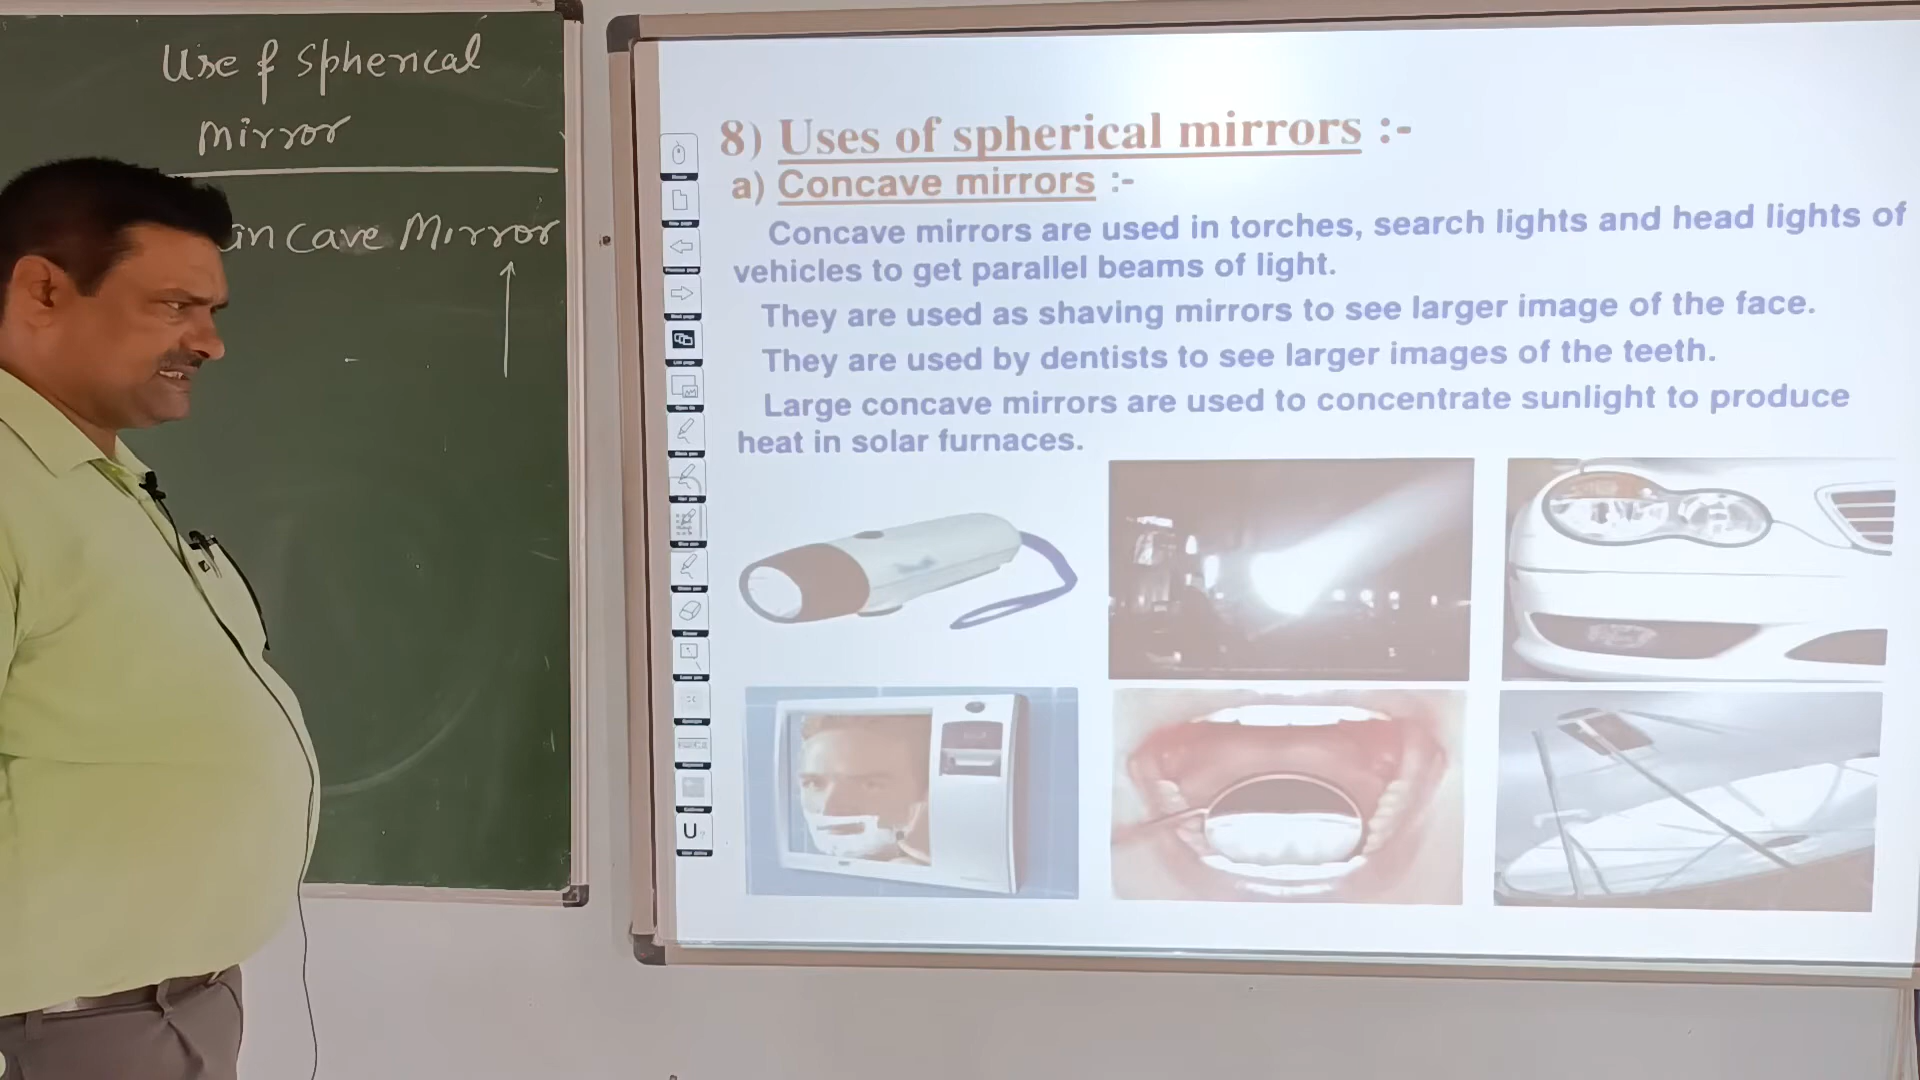 Use of Spherical
Mirror
Concave Mirror
8) Uses of spherical mirrors :-
a) Concave mirrors :-
Concave mirrors are used in torches, search lights and head lights of
vehicles to get parallel beams of light.
They are used as shaving mirrors to see larger image of the face.
They are used by dentists to see larger images of the teeth.
Large concave mirrors are used to concentrate sunlight to produce
heat in solar furnaces.
U